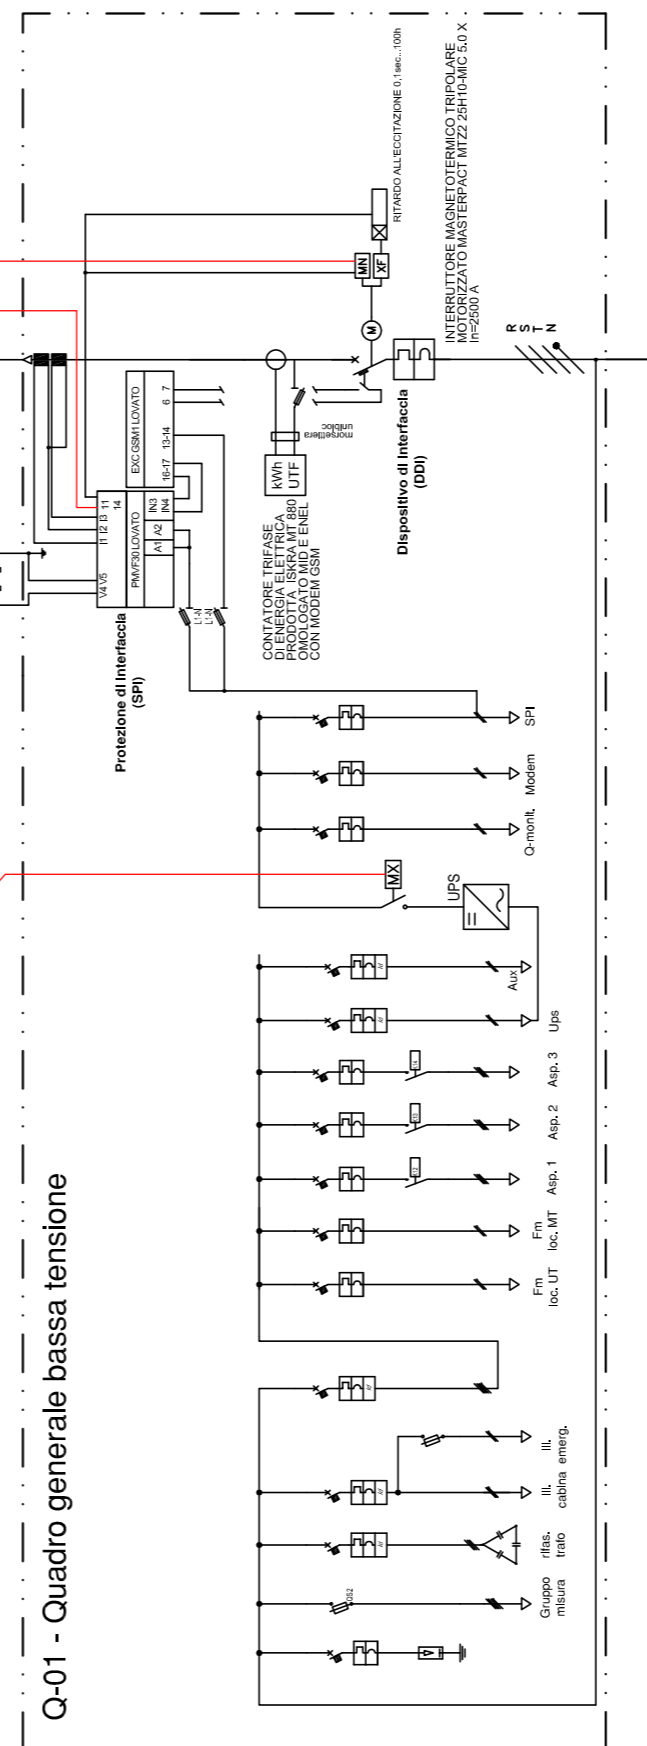 Q-01 - Quadro generale bassa tensione
RITARDO ALL'ECCITAZIONE 0,1sec...100h
MN
XF
M
INTERRUTTORE MAGNETOTERMICO TRIPOLARE
MOTORIZZATO MASTERPACT MTZ2 25H10-MIC 5.0 X
In=2500 A
R
S
T
N
Dispositivo di Interfaccia
(DDI)
EXC GSM1 LOVATO
16-17
13-14
6
7
PMVF30 LOVATO
V4 V5
I1 I2 I3 11
14
A1
A2
IN3
IN4
Protezione di Interfaccia
(SPI)
L1-N
L1-N
morsettiera
unibloc
kWh
UTF
CONTATORE TRIFASE
DI ENERGIA ELETTRICA
PRODOTTA ISKRA MT 880
OMOLOGATO MID E ENEL
CON MODEM GSM
SPI
Modem
Q-monit.
MX
UPS
Aux
Ups
Asp. 3
Asp. 2
Asp. 1
Fm
loc. MT
Fm
loc. UT
Ill.
emerg.
Ill.
cabina
rifas.
trafo
Gruppo
misura